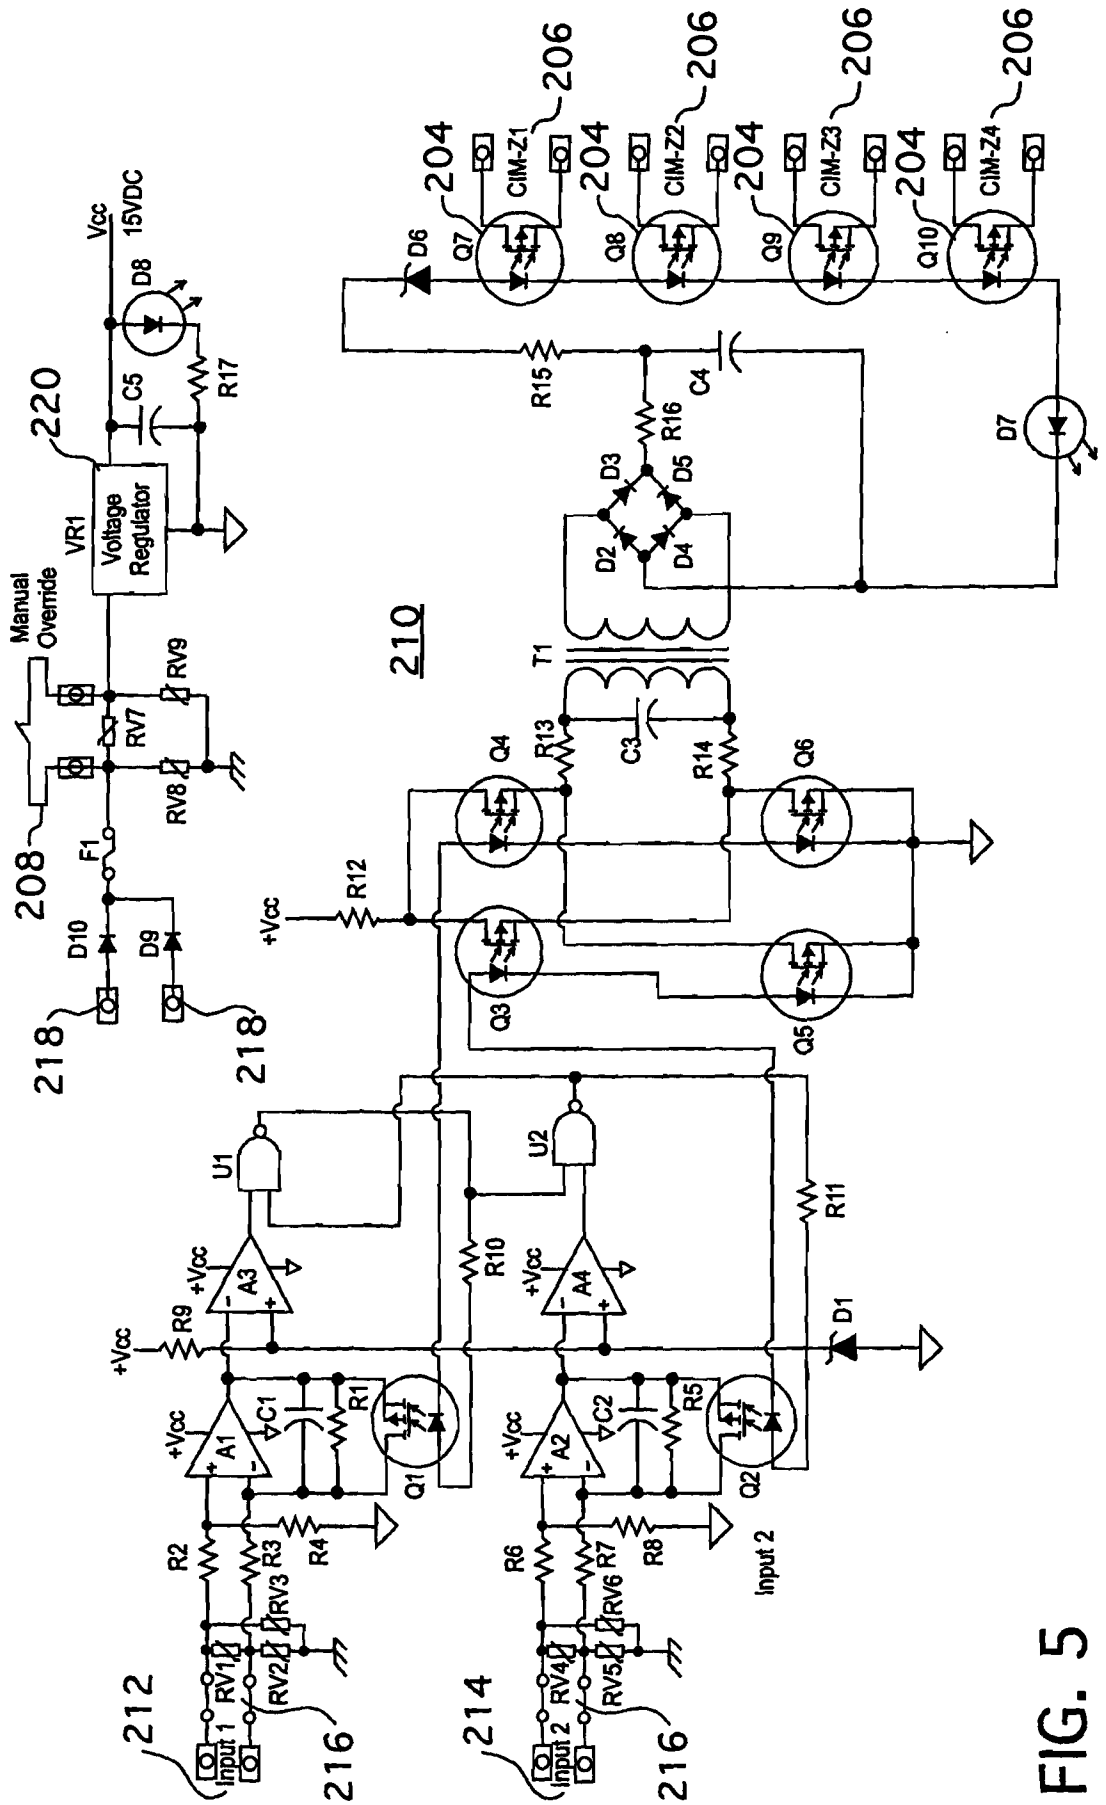 218
218
D10
D9
F1
208
Manual
Override
RV7
RV8
RV9
VR1
Voltage
Regulator
220
C5
R17
D8
Vcc
15VDC
212
Input 1
216
RV1
RV2
RV3
R2
R3
R4
+Vcc
A1
+
-
C1
R1
Q1
+Vcc
R9
+Vcc
A3
-
+
U1
R10
214
Input 2
216
RV4
RV5
RV6
R6
R7
R8
Input 2
+Vcc
A2
+
-
C2
R5
Q2
+Vcc
A4
-
+
U2
D1
R11
+Vcc
R12
Q3
Q4
Q5
Q6
R13
R14
C3
T1
210
D2
D3
D4
D5
R16
R15
C4
D6
D7
Q7
204
CIM-Z1
206
Q8
204
CIM-Z2
206
Q9
204
CIM-Z3
206
Q10
204
CIM-Z4
206
FIG. 5